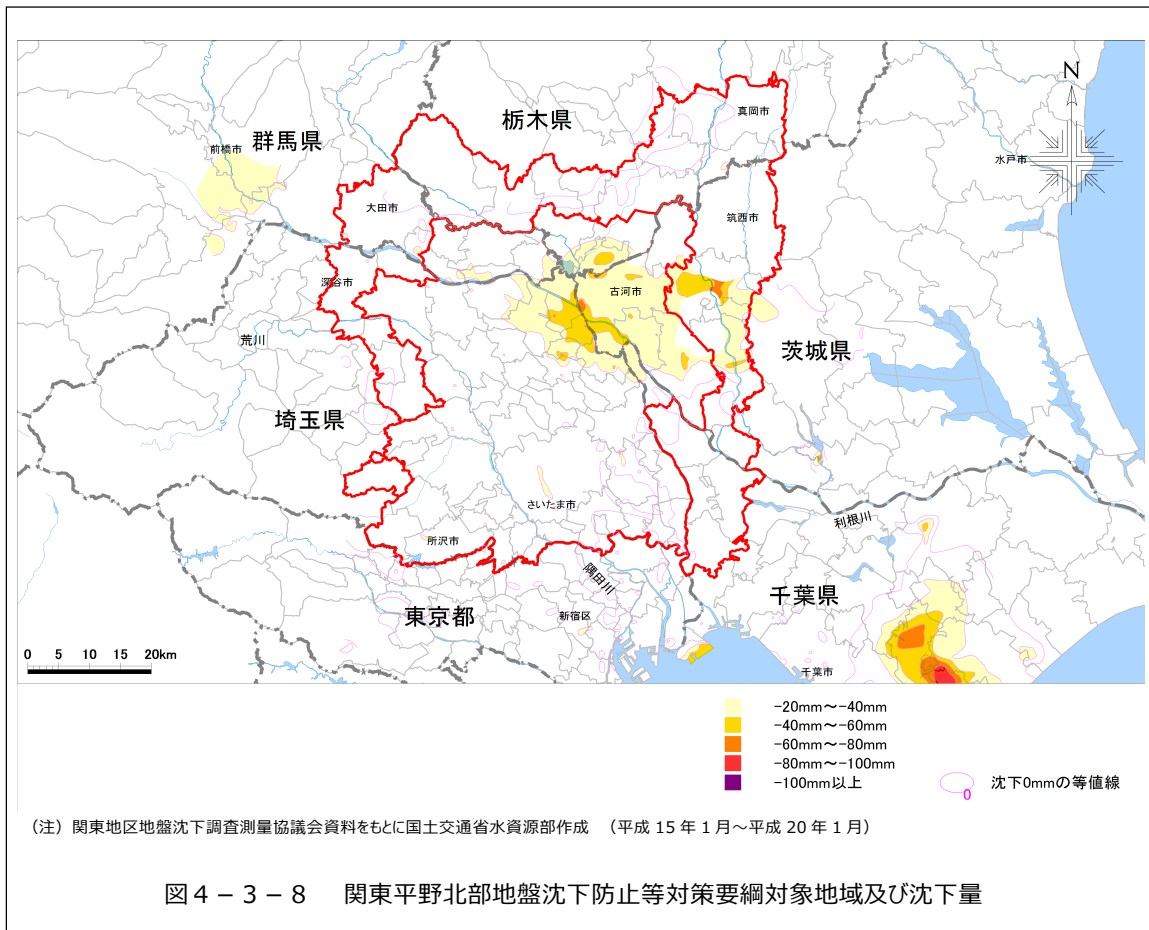 N
栃木県
真岡市
群馬県
前橋市
水戸市
大田市
筑西市
深谷市
古河市
荒川
茨城県
埼玉県
さいたま市
利根川
所沢市
隅田川
千葉県
東京都
新宿区
千葉市
0 5 10 15 20km
-20mm～-40mm
-40mm～-60mm
-60mm～-80mm
-80mm～-100mm
-100mm以上
沈下0mmの等値線
0
（注）関東地区地盤沈下調査測量協議会資料をもとに国土交通省水資源部作成 （平成 15 年 1 月～平成 20 年 1 月）
図４－３－８ 関東平野北部地盤沈下防止等対策要綱対象地域及び沈下量